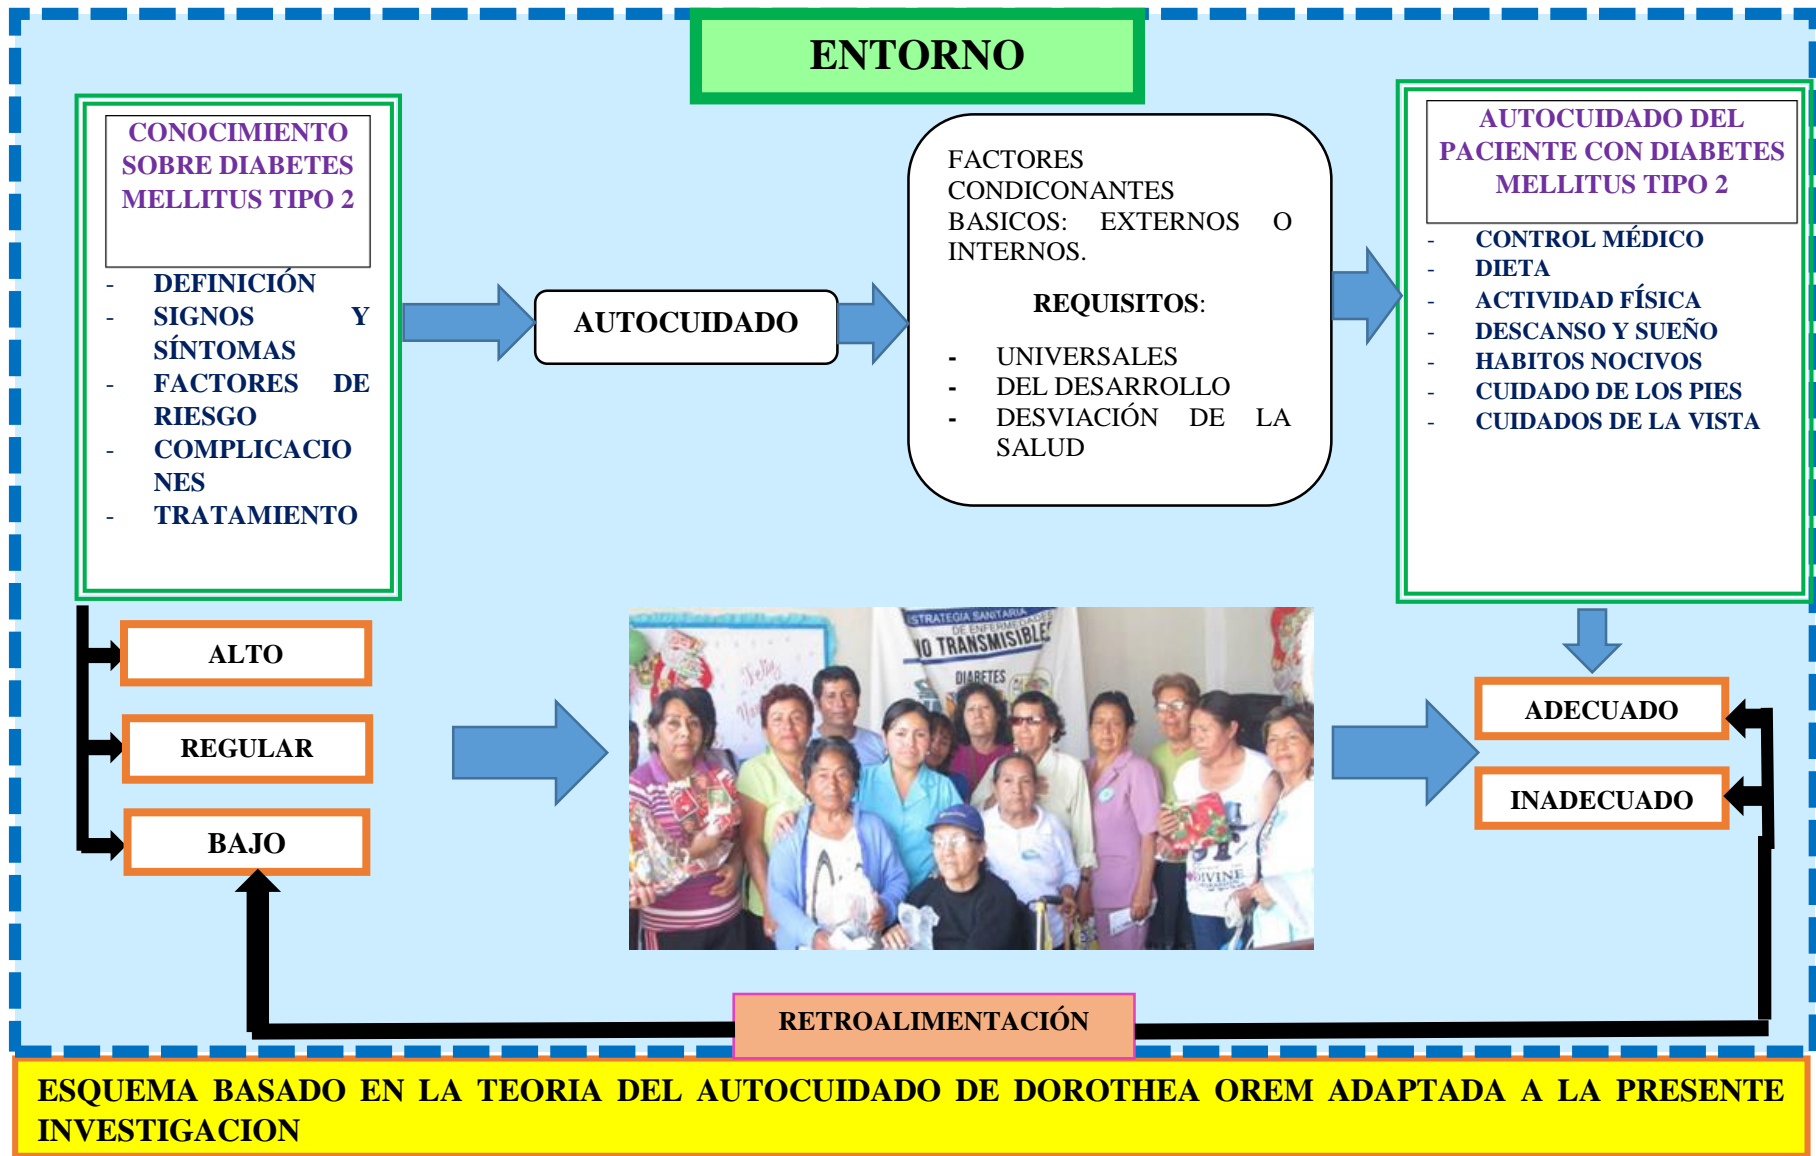 ENTORNO
CONOCIMIENTO
SOBRE DIABETES
MELLITUS TIPO 2
- DEFINICIÓN
- SIGNOS Y
SÍNTOMAS
- FACTORES DE
RIESGO
- COMPLICACIO
NES
- TRATAMIENTO
AUTOCUIDADO
FACTORES
CONDICONANTES
BASICOS: EXTERNOS O
INTERNOS.
REQUISITOS:
- UNIVERSALES
- DEL DESARROLLO
- DESVIACIÓN DE LA
SALUD
AUTOCUIDADO DEL
PACIENTE CON DIABETES
MELLITUS TIPO 2
- CONTROL MÉDICO
- DIETA
- ACTIVIDAD FÍSICA
- DESCANSO Y SUEÑO
- HABITOS NOCIVOS
- CUIDADO DE LOS PIES
- CUIDADOS DE LA VISTA
ALTO
REGULAR
BAJO
ESTRATEGIA SANITARIA
DE ENFERMEDADES
NO TRANSMISIBLES
DIABETES
Feliz
DIVINE
ADECUADO
INADECUADO
RETROALIMENTACIÓN
ESQUEMA BASADO EN LA TEORIA DEL AUTOCUIDADO DE DOROTHEA OREM ADAPTADA A LA PRESENTE
INVESTIGACION